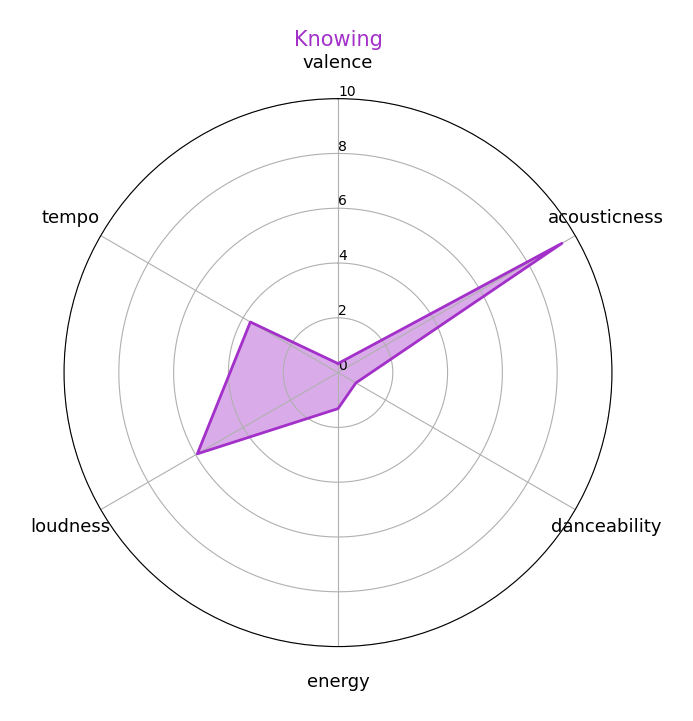 Knowing
valence
10
8
6
4
2
0
tempo
acousticness
loudness
danceability
energy